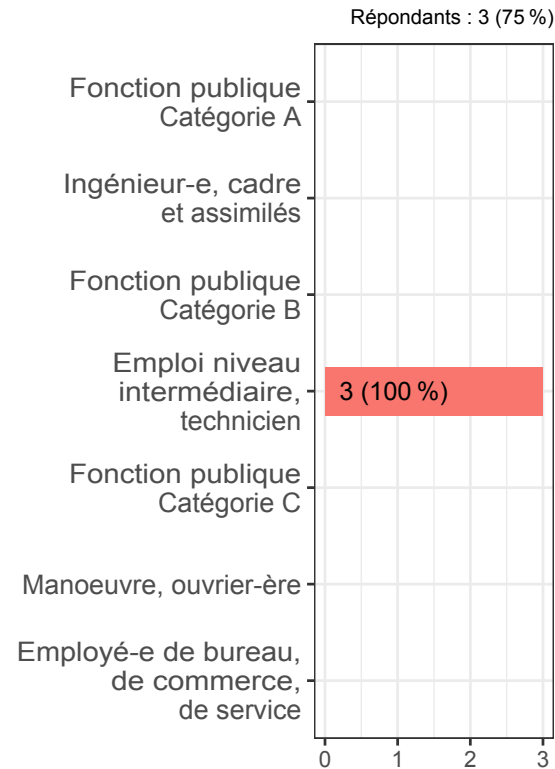 Répondants : 3 (75 %)
Fonction publique
Catégorie A
Ingénieur-e, cadre
et assimilés
Fonction publique
Catégorie B
Emploi niveau
intermédiaire,
technicien
3 (100 %)
Fonction publique
Catégorie C
Manoeuvre, ouvrier-ère
Employé-e de bureau,
de commerce,
de service
0 1 2 3